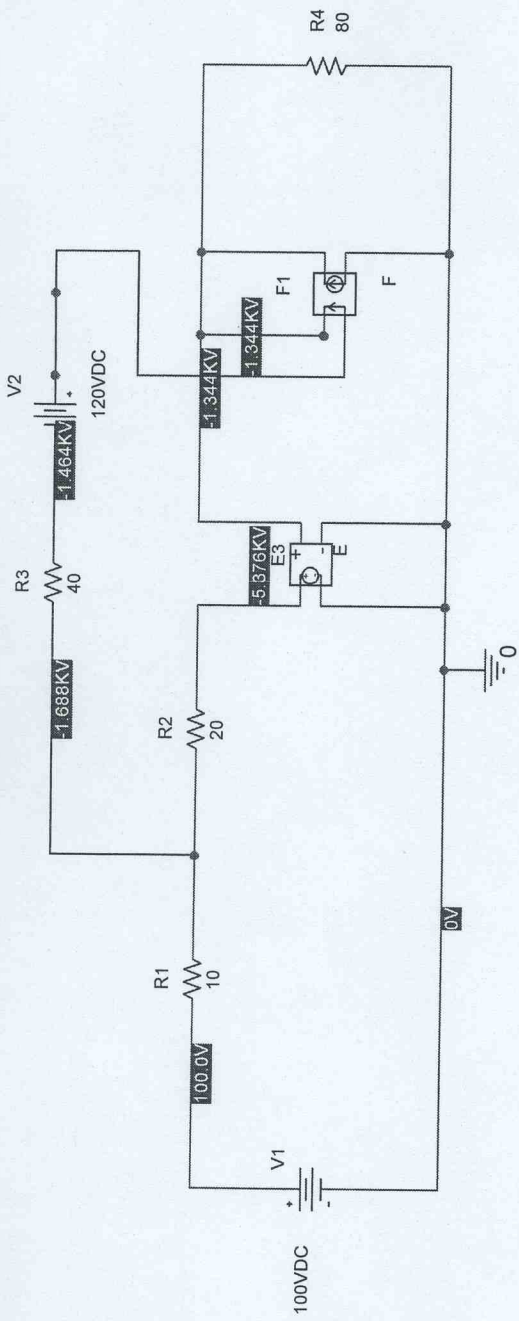 V2
120VDC
R3
40
-1.464KV
-1.688KV
R4
80
F1
F
-1.344KV
-1.344KV
E3
+
-
E
-5.376KV
R2
20
R1
10
100.0V
V1
+
-
100VDC
0V
0
+
-